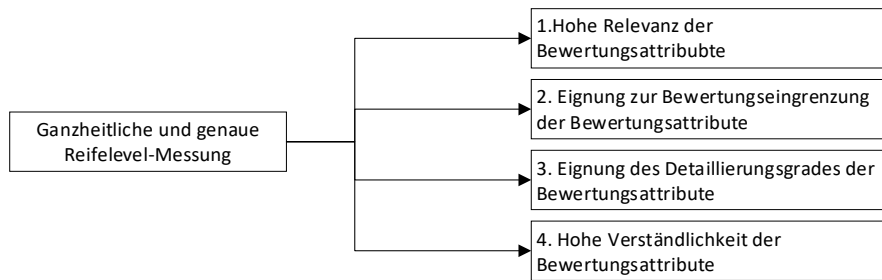 Ganzheitliche und genaue
Reifelevel-Messung
1.Hohe Relevanz der
Bewertungsattribubte
2. Eignung zur Bewertungseingrenzung
der Bewertungsattribute
3. Eignung des Detaillierungsgrades der
Bewertungsattribute
4. Hohe Verständlichkeit der
Bewertungsattribute